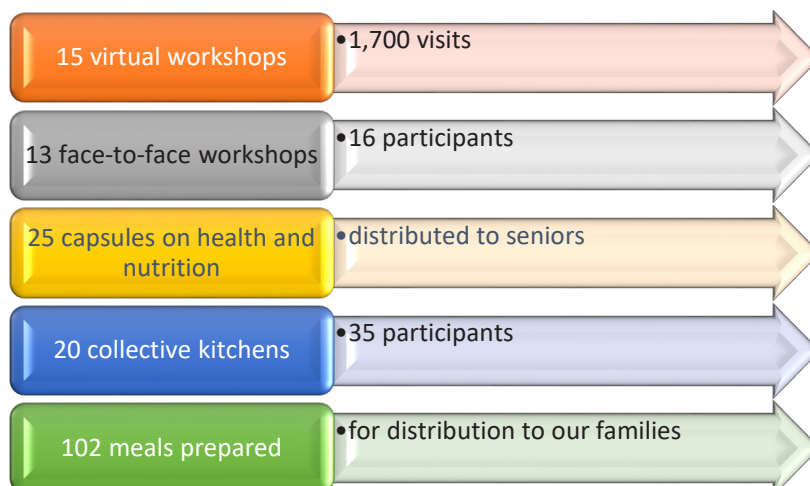 15 virtual workshops
•1,700 visits
13 face-to-face workshops
•16 participants
25 capsules on health and
nutrition
•distributed to seniors
20 collective kitchens
•35 participants
102 meals prepared
•for distribution to our families